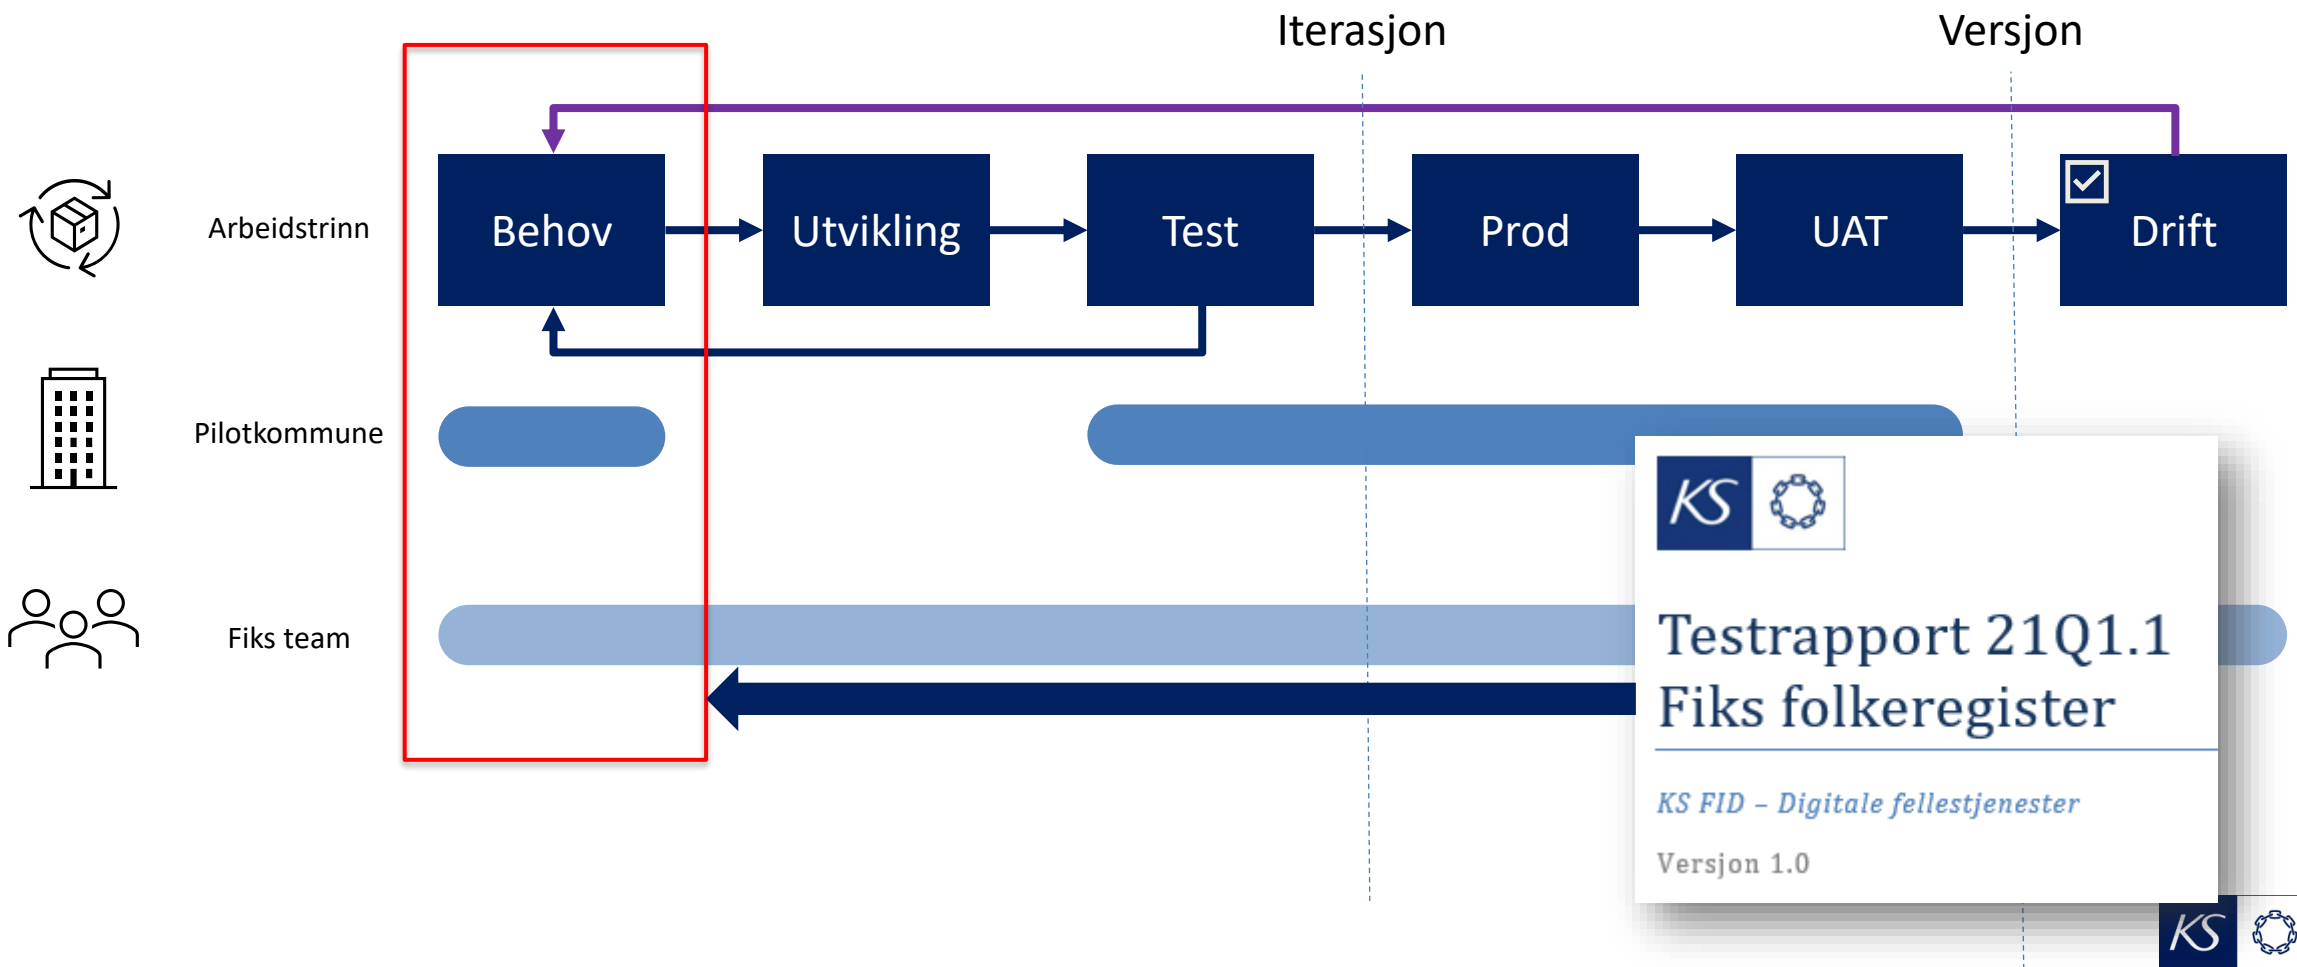 Iterasjon
Versjon
Arbeidstrinn
Behov
Utvikling
Test
Prod
UAT
Drift
Pilotkommune
Fiks team
KS
Testrapport 21Q1.1
Fiks folkeregister
KS FID – Digitale fellestjenester
Versjon 1.0
KS